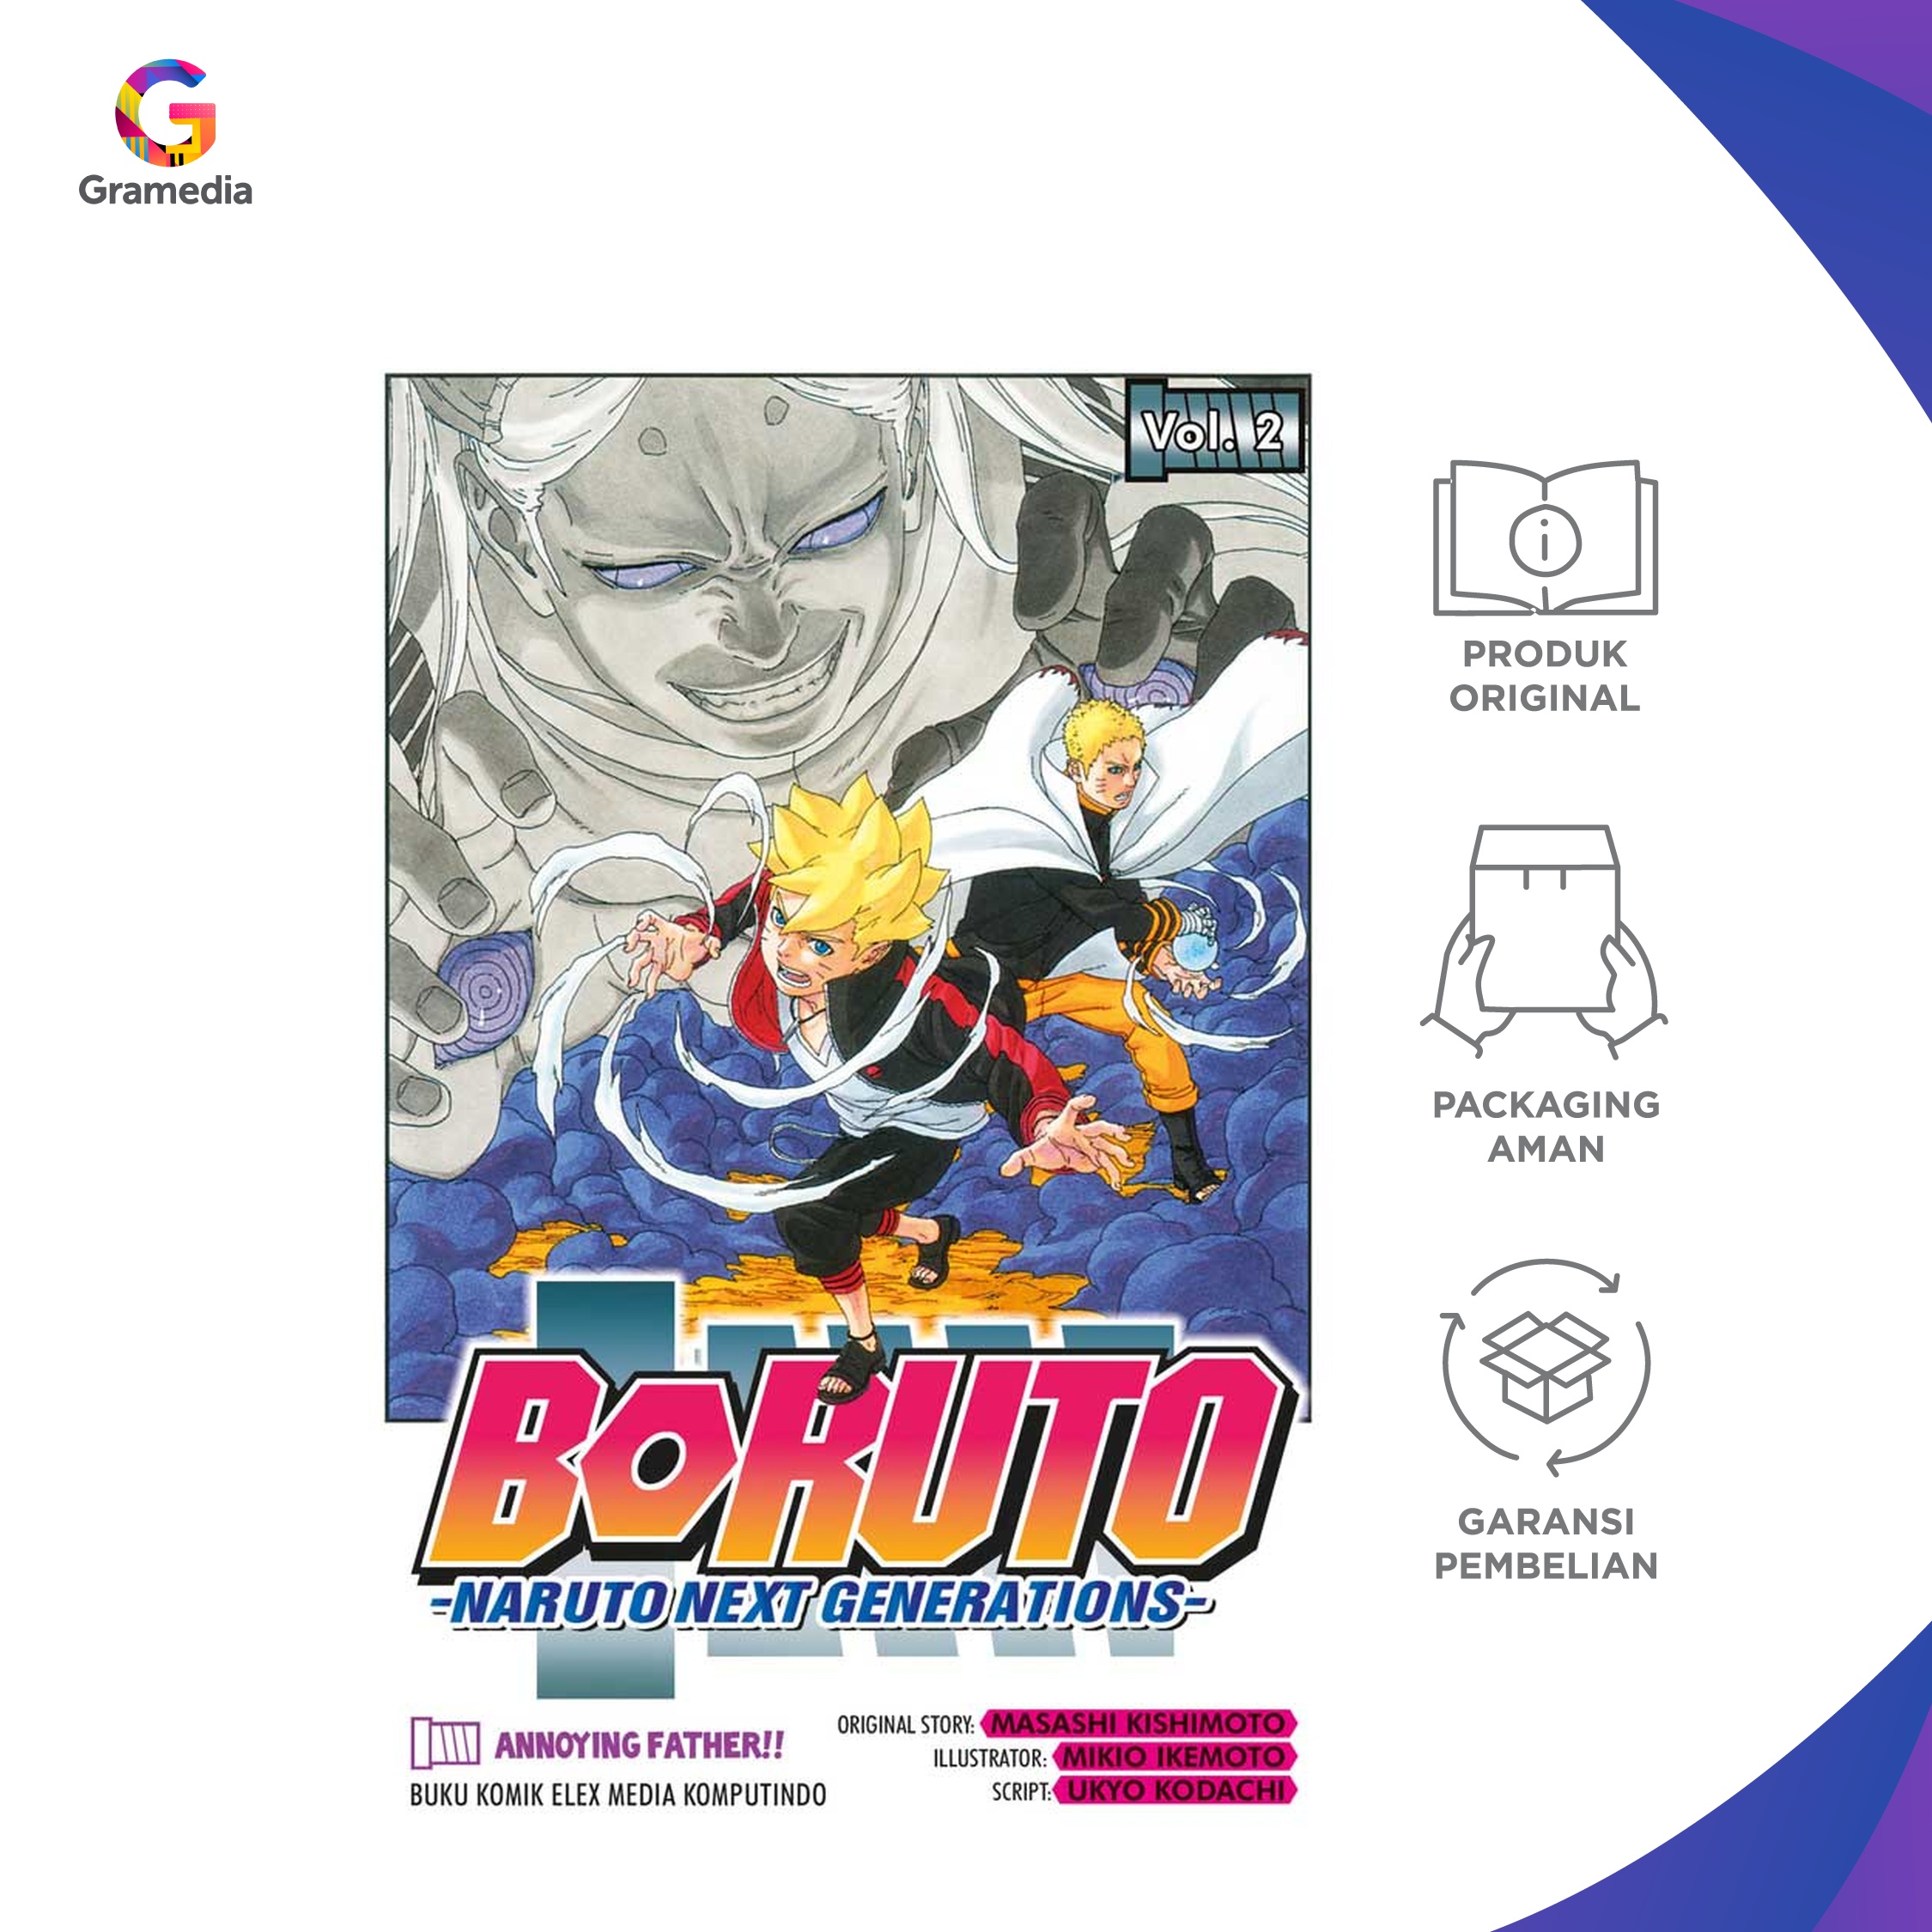 Gramedia
Vol. 2
PRODUK
ORIGINAL
PACKAGING
AMAN
GARANSI
PEMBELIAN
BORUTO
-NARUTO NEXT GENERATIONS-
ANNOYING FATHER!!
BUKU KOMIK ELEX MEDIA KOMPUTINDO
ORIGINAL STORY: MASASHI KISHIMOTO
ILLUSTRATOR: MIKIO IKEMOTO
SCRIPT: UKYO KODACHI